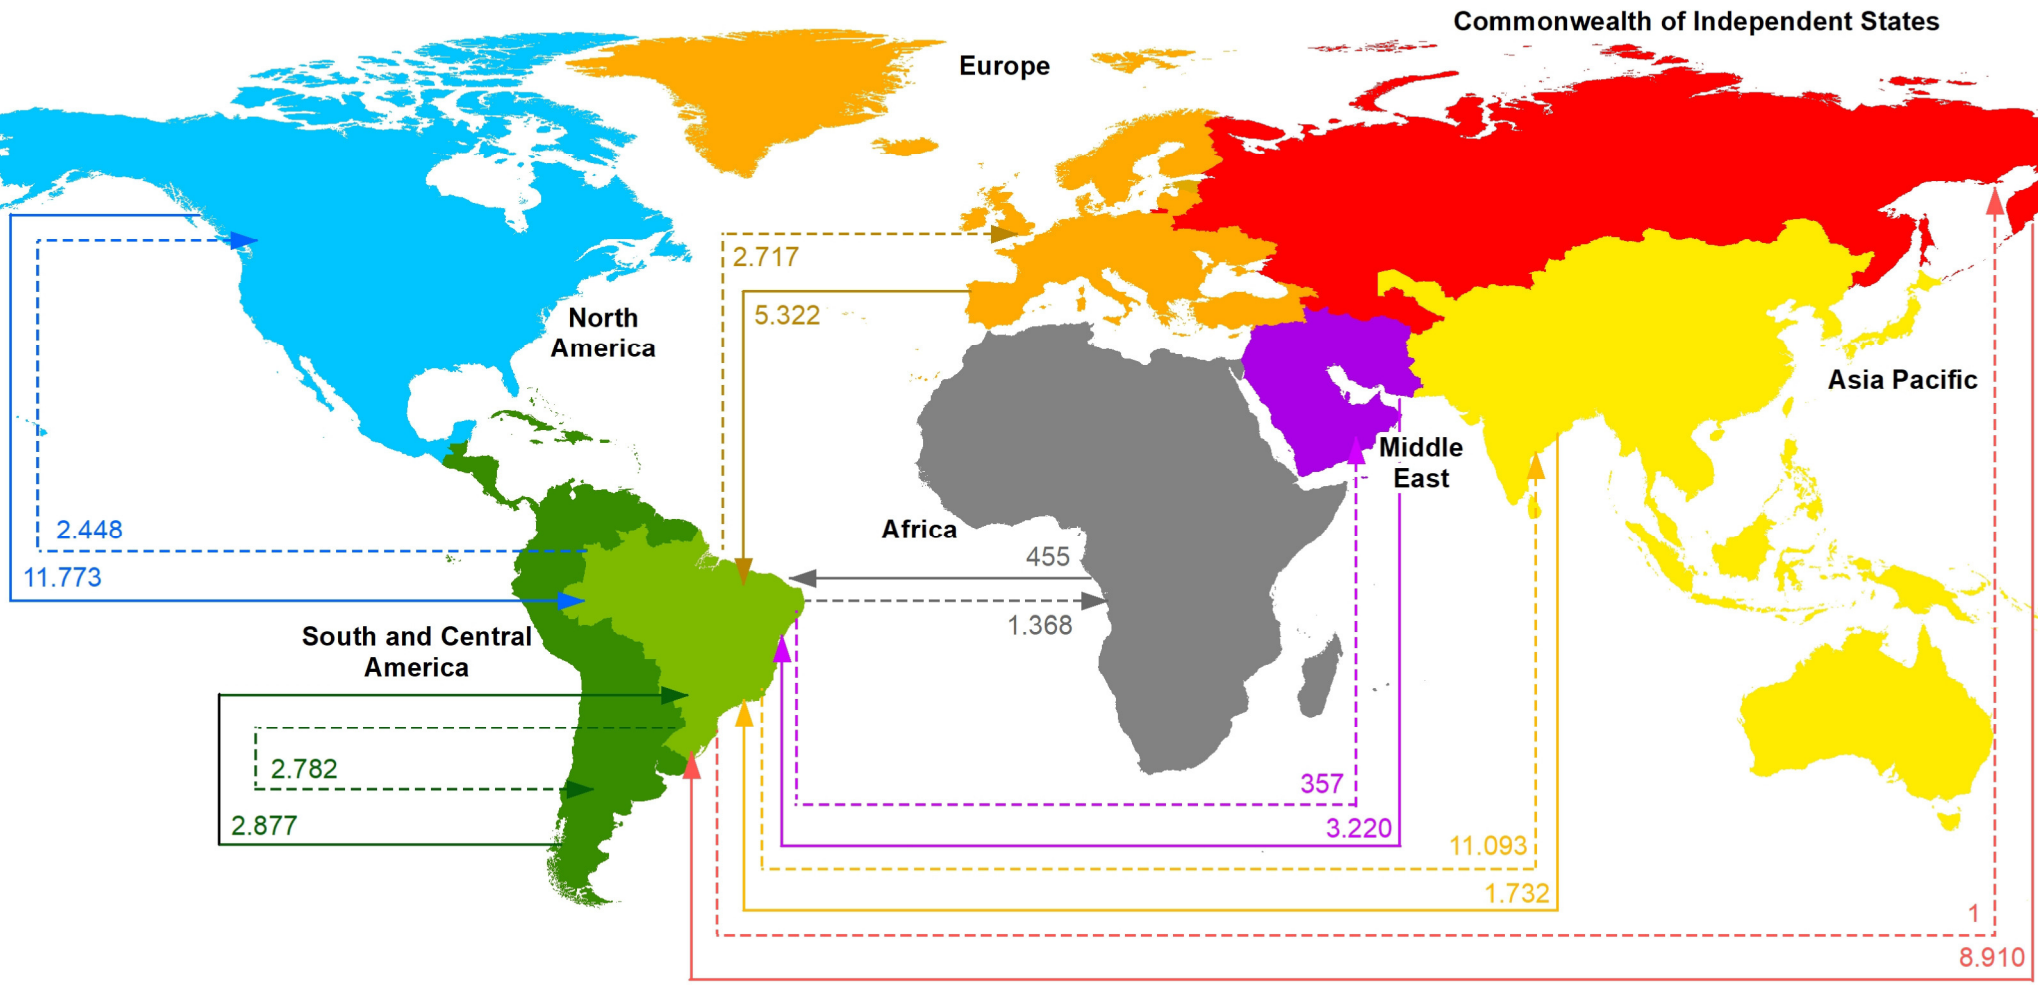 Commonwealth of Independent States
Europe
2.717
5.322
North
America
Asia Pacific
Middle
East
2.448
11.773
Africa
455
1.368
South and Central
America
2.782
2.877
357
3.220
11.093
1.732
1
8.910